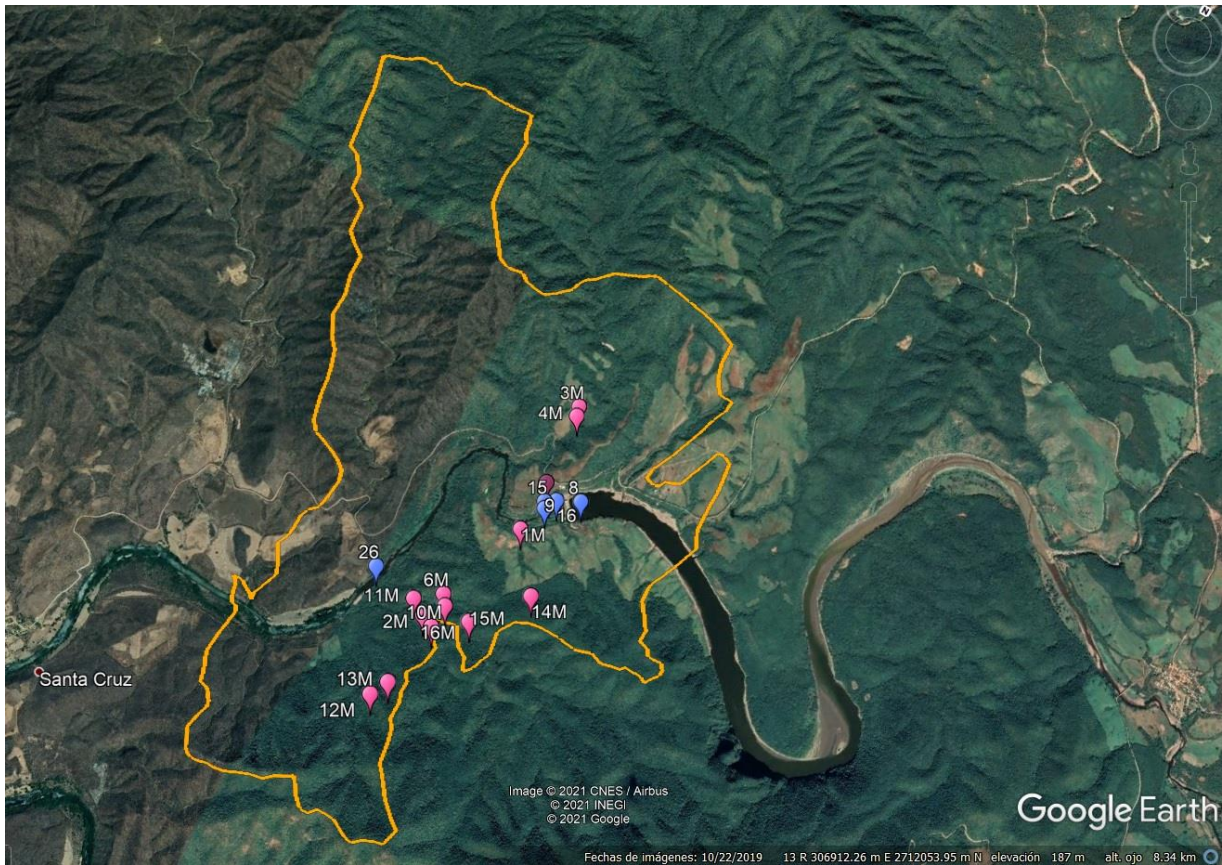 N
3M
4M
15
8
9
16
1M
26
6M
11M
10M
14M
2M
15M
16M
Santa Cruz
13M
12M
Image © 2021 CNES / Airbus
© 2021 INEGI
© 2021 Google
Google Earth
Fechas de imágenes: 10/22/2019 13 R 306912.26 m E 2712053.95 m N elevación 187 m alt. ojo 8.34 km